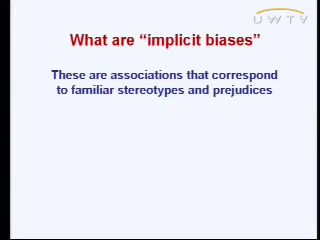 UWTV
What are “implicit biases”
These are associations that correspond
to familiar stereotypes and prejudices